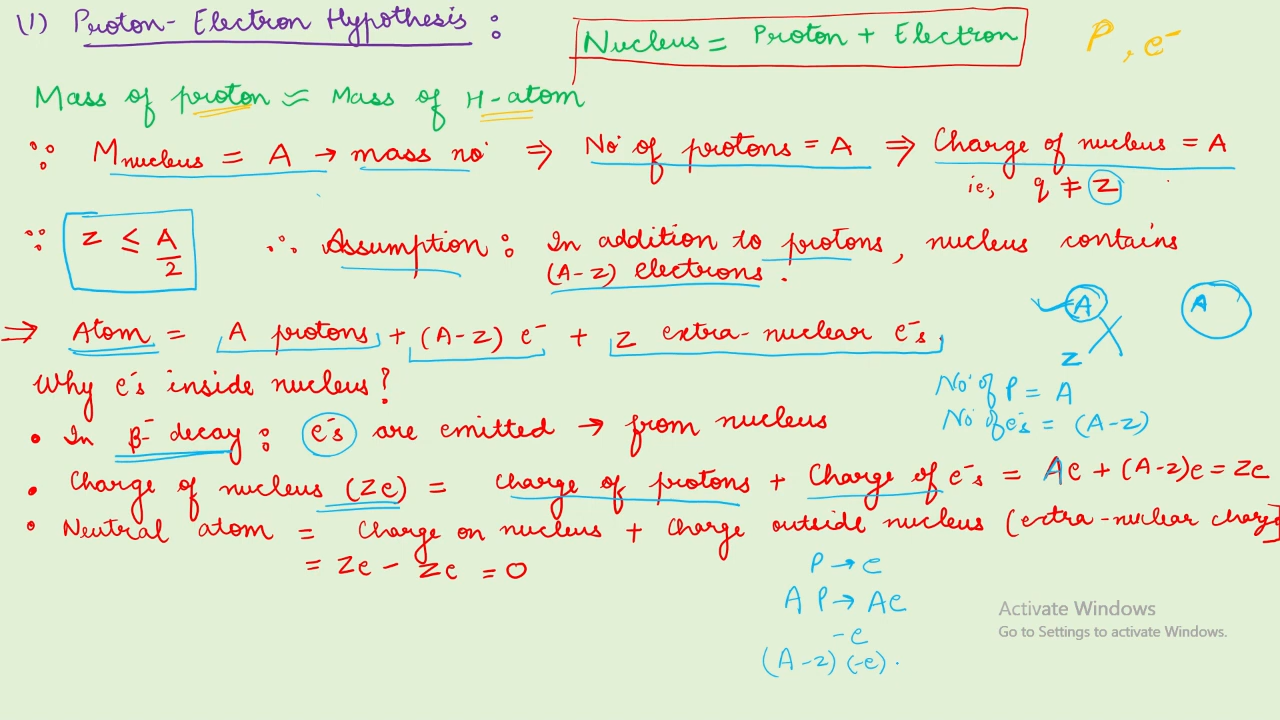 (1) Proton-Electron Hypothesis :
Nucleus = Proton + Electron
P, e⁻
Mass of proton ≈ Mass of H-atom
∵ Mnucleus = A → mass no. ⇒ No. of protons = A ⇒ Charge of nucleus = A
ie., q ≠ Z
∵ Z ≤ A/2 ∴ Assumption : In addition to protons, nucleus contains
(A-Z) electrons.
A
Z
A
⇒ Atom = A protons + (A-Z) e⁻ + Z extra-nuclear e⁻s.
Why e⁻s inside nucleus?
No. of P = A
No. of e⁻s = (A-Z)
• In β⁻ decay : e⁻s are emitted → from nucleus
• Charge of nucleus (Ze) = charge of protons + Charge of e⁻s = Ae + (A-Z)e = Ze
• Neutral atom = Charge on nucleus + Charge outside nucleus (extra-nuclear charge)
= Ze - Ze = 0
P → e
A P → Ae
-e
(A-Z) (-e).
Activate Windows
Go to Settings to activate Windows.